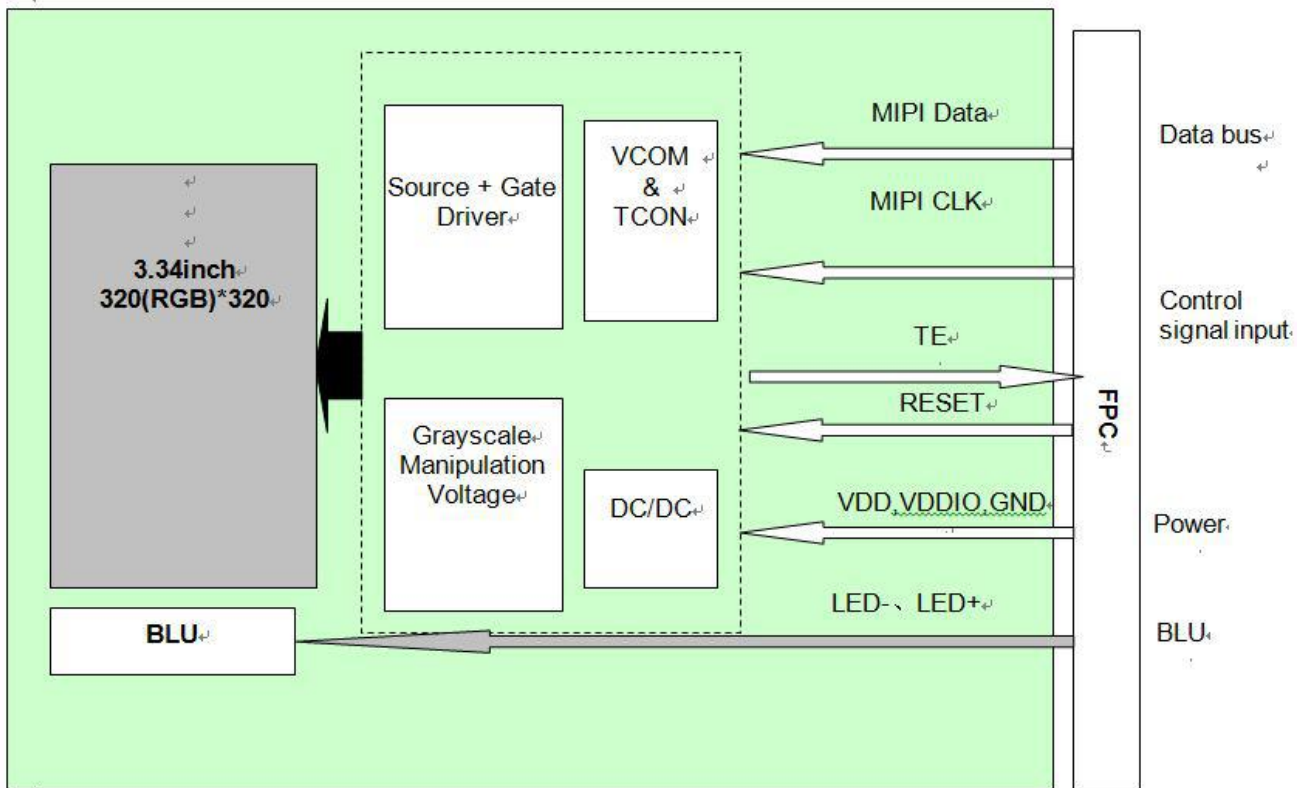 MIPI Data
Data bus
VCOM
&
TCON
Source + Gate
Driver
MIPI CLK
3.34inch
320(RGB)*320
Control
signal input
TE
RESET
FPC
Grayscale
Manipulation
Voltage
DC/DC
VDD,VDDIO,GND
Power
LED-、LED+
BLU
BLU